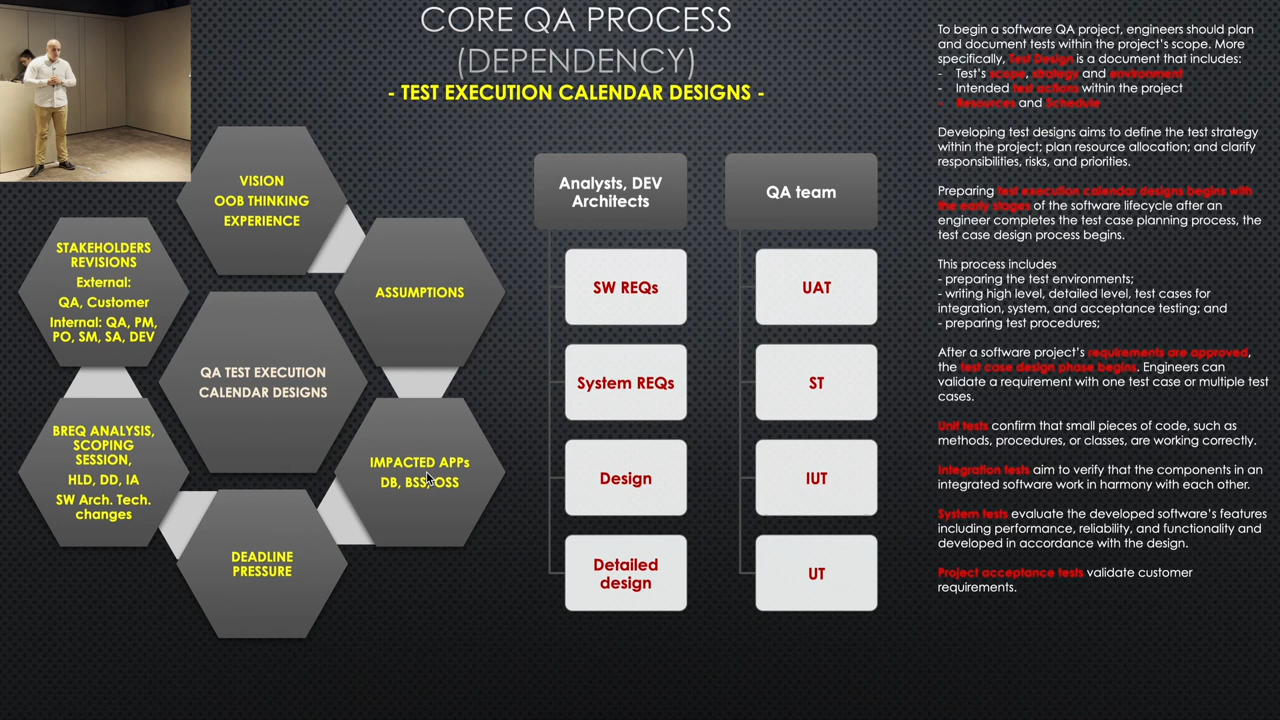 CORE QA PROCESS
(DEPENDENCY)
- TEST EXECUTION CALENDAR DESIGNS -
VISION
OOB THINKING
EXPERIENCE
STAKEHOLDERS
REVISIONS
External:
QA, Customer
Internal: QA, PM,
PO, SM, SA, DEV
ASSUMPTIONS
QA TEST EXECUTION
CALENDAR DESIGNS
BREQ ANALYSIS,
SCOPING
SESSION,
HLD, DD, IA
SW Arch. Tech.
changes
IMPACTED APPs
DB, BSS, OSS
DEADLINE
PRESSURE
Analysts, DEV
Architects
SW REQs
System REQs
Design
Detailed
design
QA team
UAT
ST
IUT
UT
To begin a software QA project, engineers should plan
and document tests within the project's scope. More
specifically, Test Design is a document that includes:
- Test's scope, strategy and environment
- Intended test actions within the project
- Resources and Schedule
Developing test designs aims to define the test strategy
within the project; plan resource allocation; and clarify
responsibilities, risks, and priorities.
Preparing test execution calendar designs begins with
the early stages of the software lifecycle after an
engineer completes the test case planning process, the
test case design process begins.
This process includes
- preparing the test environments;
- writing high level, detailed level, test cases for
integration, system, and acceptance testing; and
- preparing test procedures;
After a software project's requirements are approved,
the test case design phase begins. Engineers can
validate a requirement with one test case or multiple test
cases.
Unit tests confirm that small pieces of code, such as
methods, procedures, or classes, are working correctly.
Integration tests aim to verify that the components in an
integrated software work in harmony with each other.
System tests evaluate the developed software's features
including performance, reliability, and functionality and
developed in accordance with the design.
Project acceptance tests validate customer
requirements.